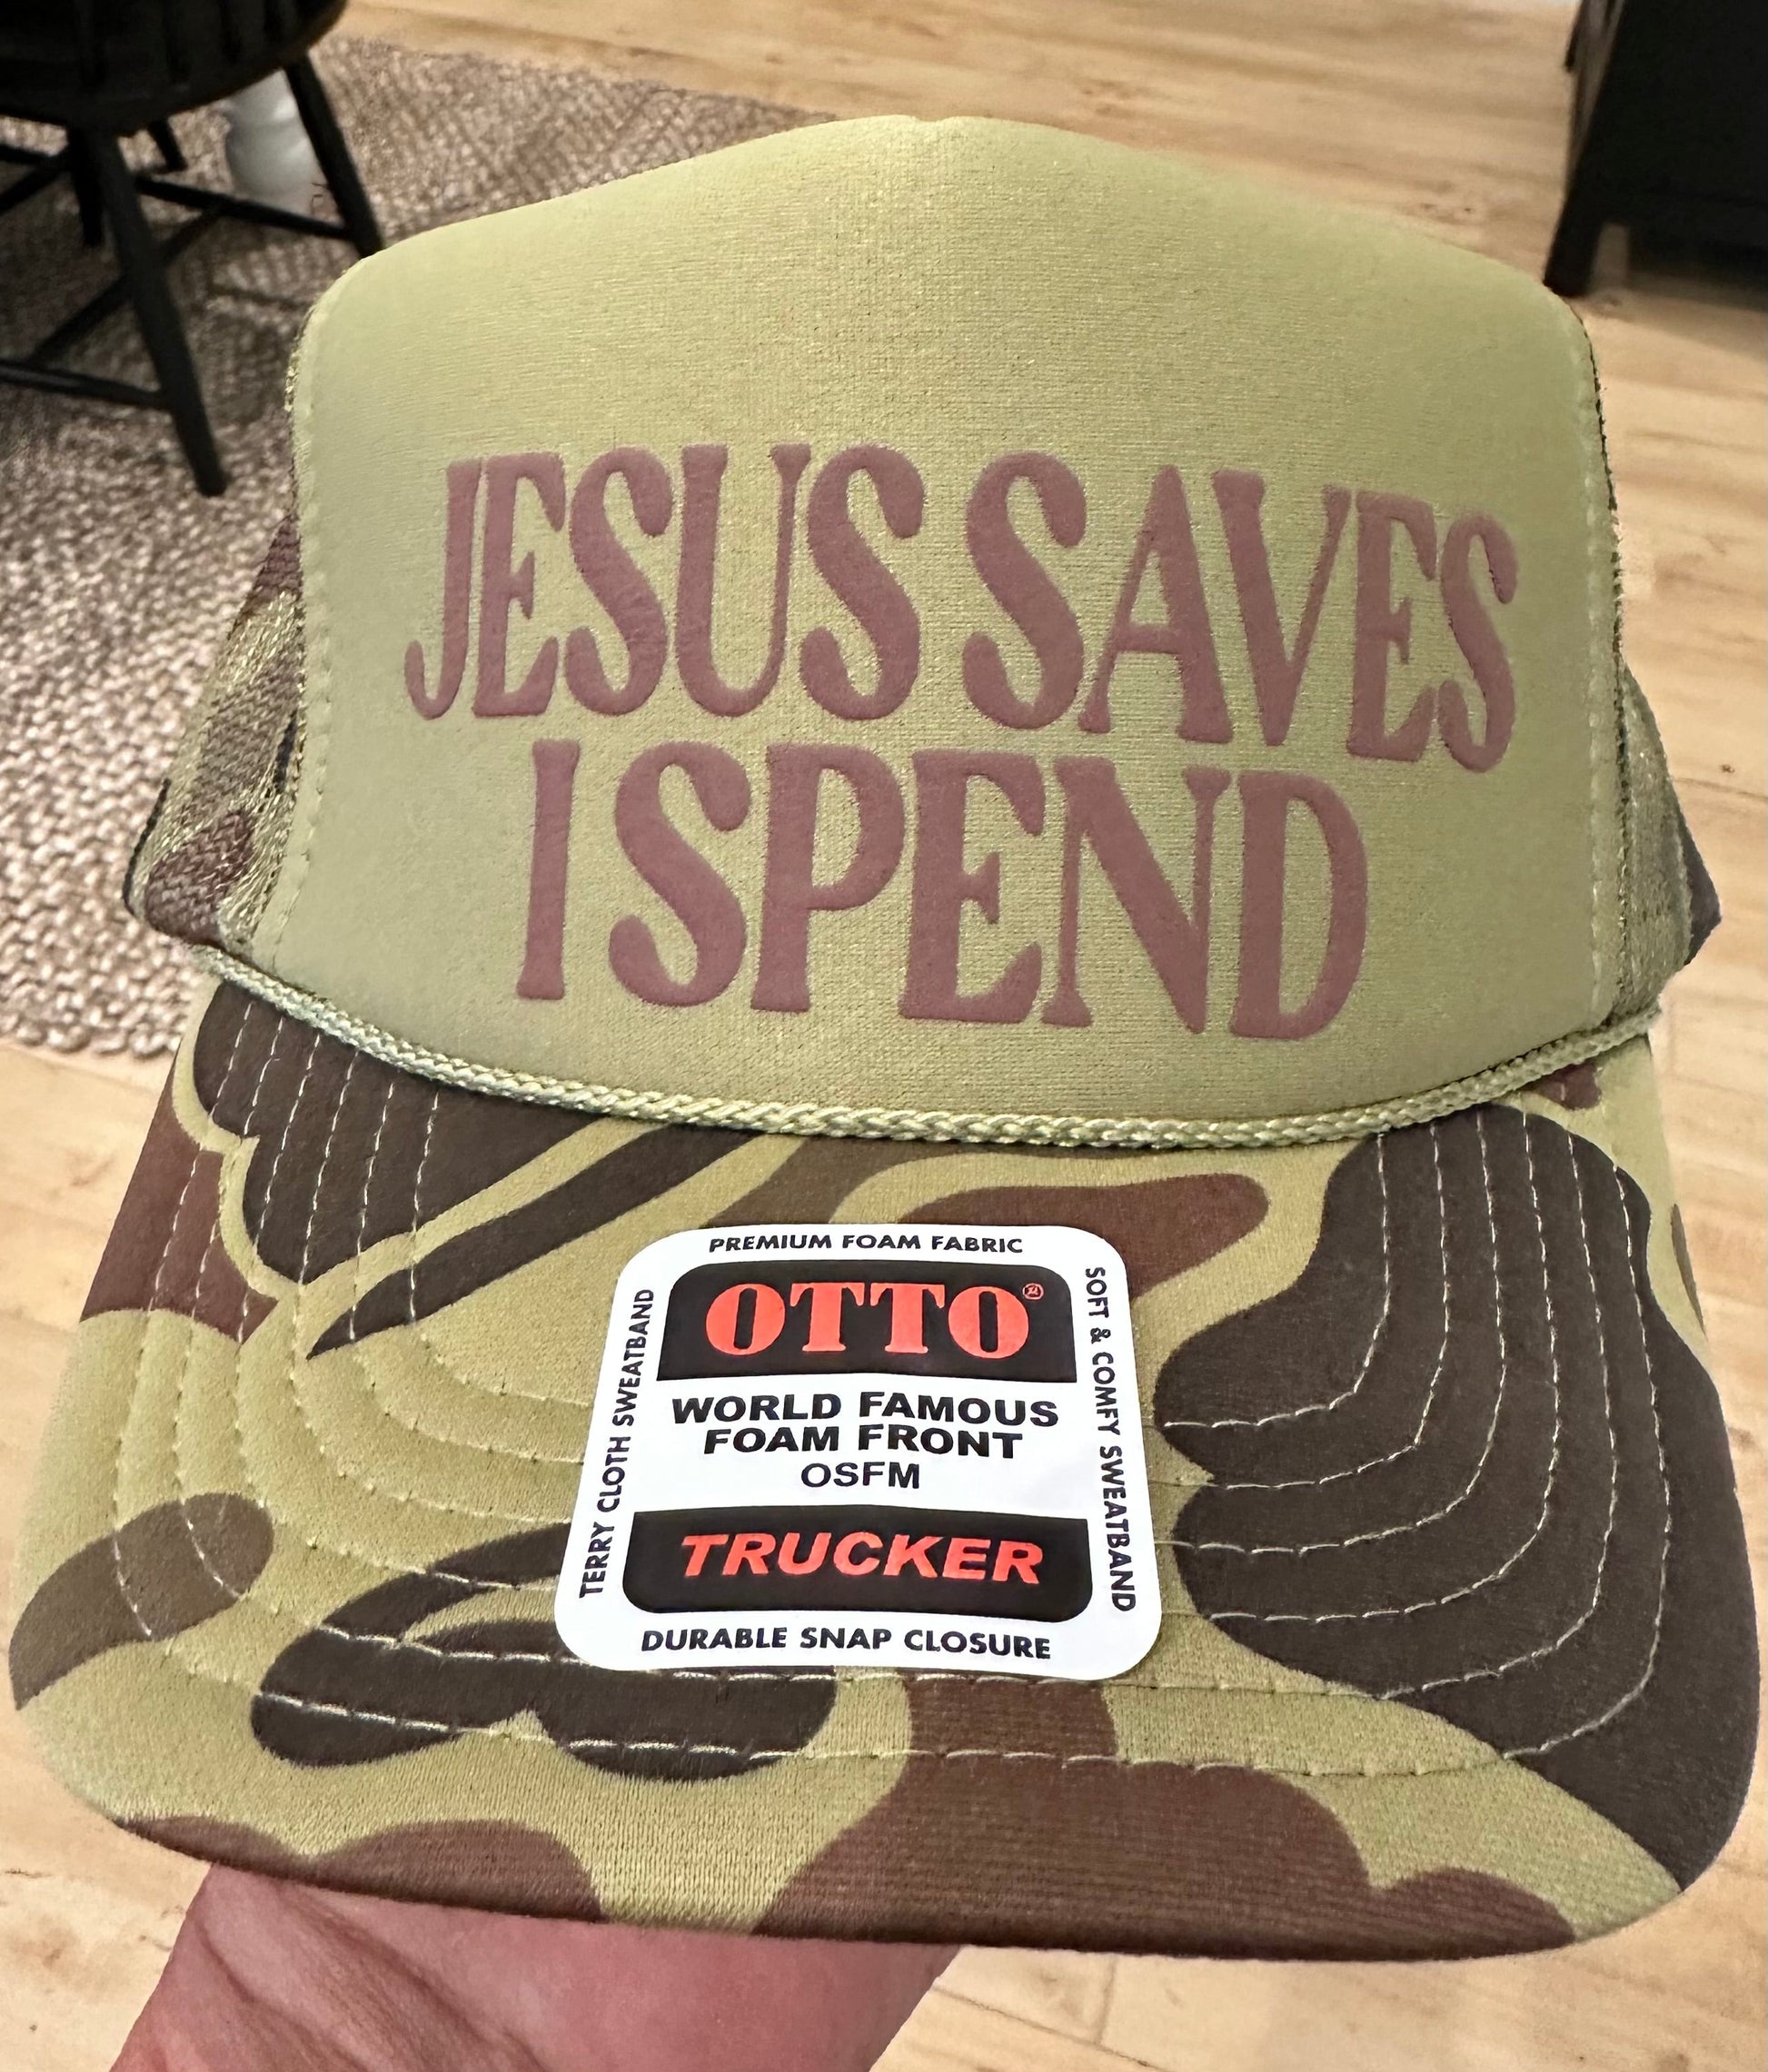 JESUS SAVES
I SPEND
PREMIUM FOAM FABRIC
OTTO®
TERRY CLOTH SWEATBAND
SOFT & COMFY SWEATBAND
WORLD FAMOUS
FOAM FRONT
OSFM
TRUCKER
DURABLE SNAP CLOSURE